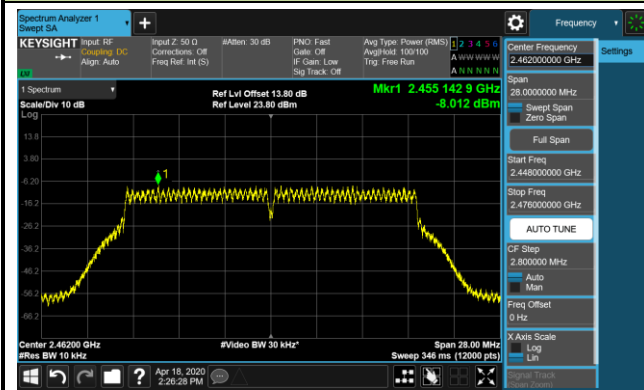 Spectrum Analyzer 1
Swept SA
+
Frequency
KEYSIGHT
Input: RF
Coupling: DC
Align: Auto
Input Z: 50 Ω
Corrections: Off
Freq Ref: Int (S)
#Atten: 30 dB
PNO: Fast
Gate: Off
IF Gain: Low
Sig Track: Off
Avg Type: Power (RMS)
Avg|Hold: 100/100
Trig: Free Run
1 2 3 4 5 6
A W W W W W
A N N N N N
LXI
1 Spectrum
Scale/Div 10 dB
Log
Ref Lvl Offset 13.80 dB
Ref Level 23.80 dBm
Mkr1 2.455 142 9 GHz
-8.012 dBm
13.8
3.80
-6.20
-16.2
-26.2
-36.2
-46.2
-56.2
-66.2
1
Center 2.46200 GHz
#Res BW 10 kHz
#Video BW 30 kHz*
Span 28.00 MHz
Sweep 346 ms (12000 pts)
Center Frequency
2.462000000 GHz
Settings
Span
28.0000000 MHz
Swept Span
Zero Span
Full Span
Start Freq
2.448000000 GHz
Stop Freq
2.476000000 GHz
AUTO TUNE
CF Step
2.800000 MHz
Auto
Man
Freq Offset
0 Hz
X Axis Scale
Log
Lin
Signal Track
(Span Zoom)
?
Apr 18, 2020
2:26:28 PM